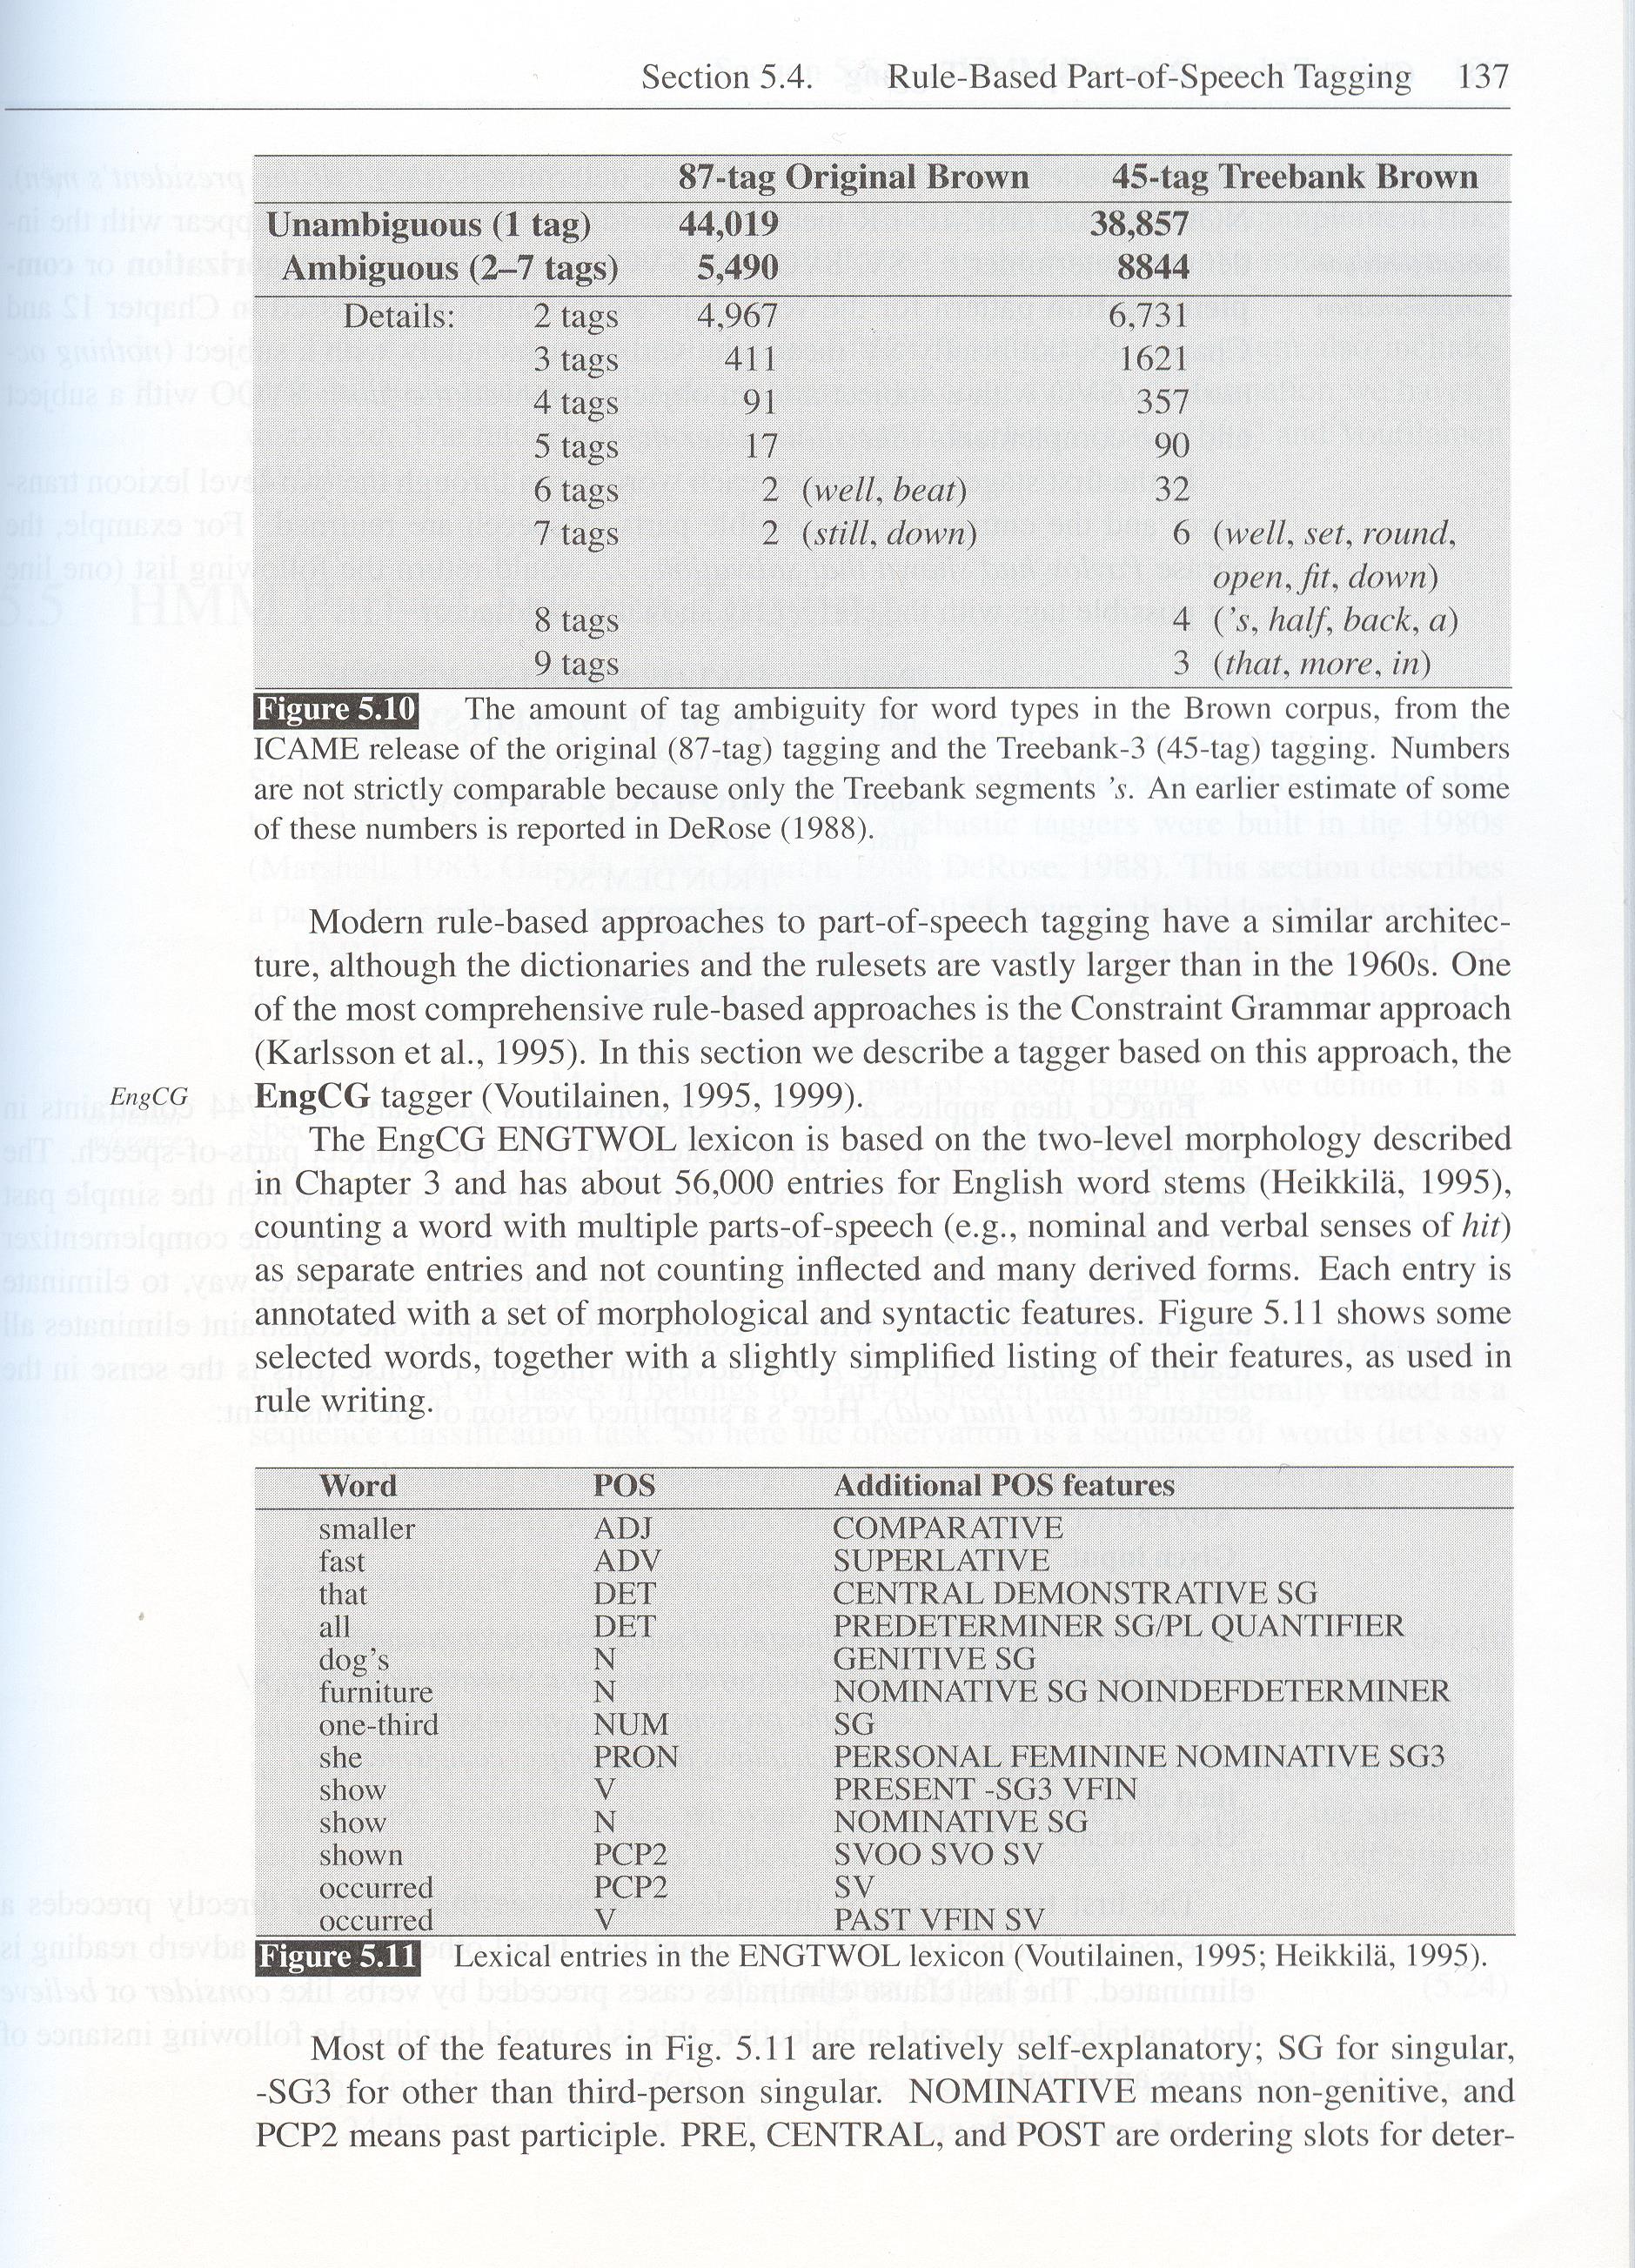 Section 5.4. Rule-Based Part-of-Speech Tagging 137
87-tag Original Brown 45-tag Treebank Brown
Unambiguous (1 tag) 44,019 38,857
Ambiguous (2–7 tags) 5,490 8844
Details: 2 tags 4,967 6,731
3 tags 411 1621
4 tags 91 357
5 tags 17 90
6 tags 2 (well, beat) 32
7 tags 2 (still, down) 6 (well, set, round,
open, fit, down)
8 tags 4 ('s, half, back, a)
9 tags 3 (that, more, in)
Figure 5.10 The amount of tag ambiguity for word types in the Brown corpus, from the
ICAME release of the original (87-tag) tagging and the Treebank-3 (45-tag) tagging. Numbers
are not strictly comparable because only the Treebank segments 's. An earlier estimate of some
of these numbers is reported in DeRose (1988).
Modern rule-based approaches to part-of-speech tagging have a similar architec-
ture, although the dictionaries and the rulesets are vastly larger than in the 1960s. One
of the most comprehensive rule-based approaches is the Constraint Grammar approach
(Karlsson et al., 1995). In this section we describe a tagger based on this approach, the
EngCG EngCG tagger (Voutilainen, 1995, 1999).
The EngCG ENGTWOL lexicon is based on the two-level morphology described
in Chapter 3 and has about 56,000 entries for English word stems (Heikkilä, 1995),
counting a word with multiple parts-of-speech (e.g., nominal and verbal senses of hit)
as separate entries and not counting inflected and many derived forms. Each entry is
annotated with a set of morphological and syntactic features. Figure 5.11 shows some
selected words, together with a slightly simplified listing of their features, as used in
rule writing.
Word POS Additional POS features
smaller ADJ COMPARATIVE
fast ADV SUPERLATIVE
that DET CENTRAL DEMONSTRATIVE SG
all DET PREDETERMINER SG/PL QUANTIFIER
dog's N GENITIVE SG
furniture N NOMINATIVE SG NOINDEFDETERMINER
one-third NUM SG
she PRON PERSONAL FEMININE NOMINATIVE SG3
show V PRESENT -SG3 VFIN
show N NOMINATIVE SG
shown PCP2 SVOO SVO SV
occurred PCP2 SV
occurred V PAST VFIN SV
Figure 5.11 Lexical entries in the ENGTWOL lexicon (Voutilainen, 1995; Heikkilä, 1995).
Most of the features in Fig. 5.11 are relatively self-explanatory; SG for singular,
-SG3 for other than third-person singular. NOMINATIVE means non-genitive, and
PCP2 means past participle. PRE, CENTRAL, and POST are ordering slots for deter-